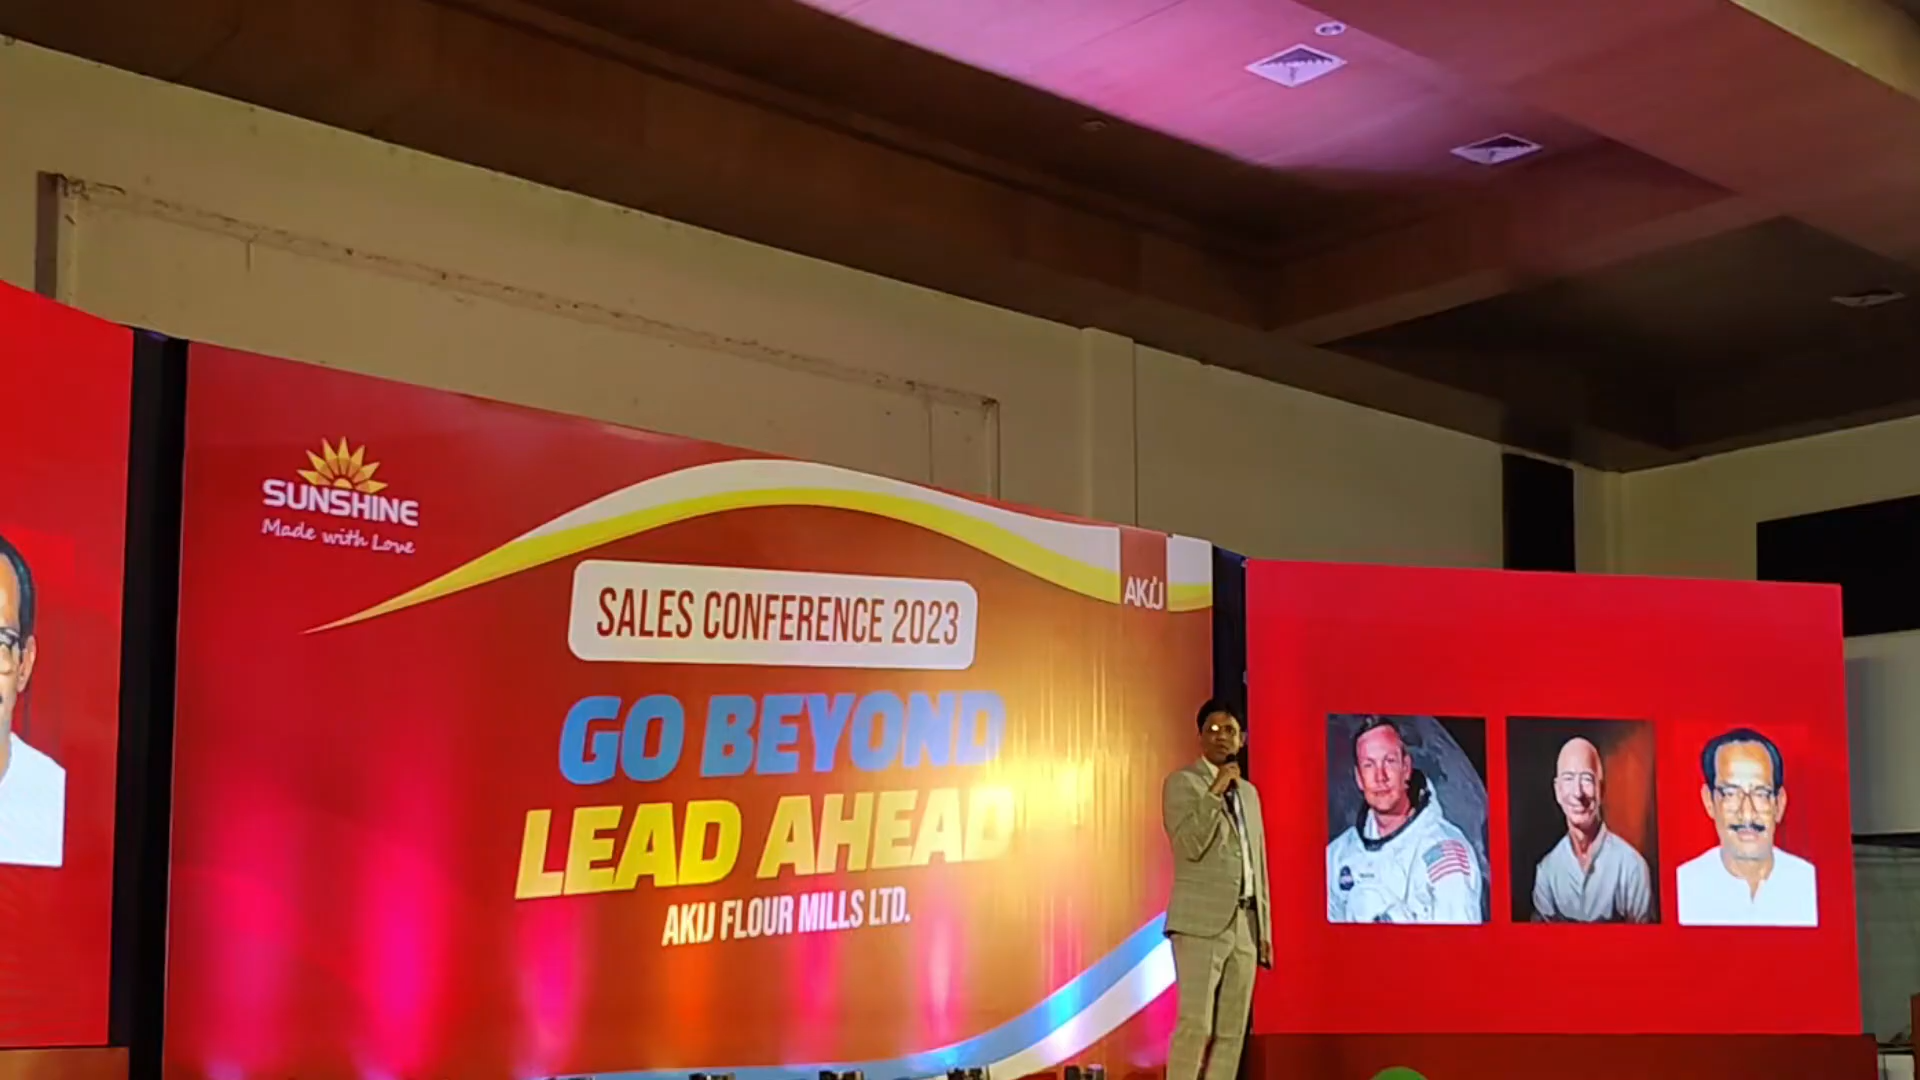 SUNSHINE
Made with Love
AKIJ
SALES CONFERENCE 2023
GO BEYOND
LEAD AHEAD
AKIJ FLOUR MILLS LTD.